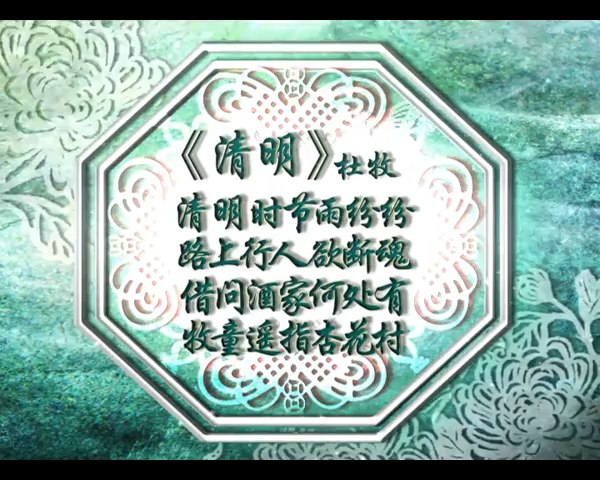 《清明》杜牧
清明时节雨纷纷
路上行人欲断魂
借问酒家何处有
牧童遥指杏花村